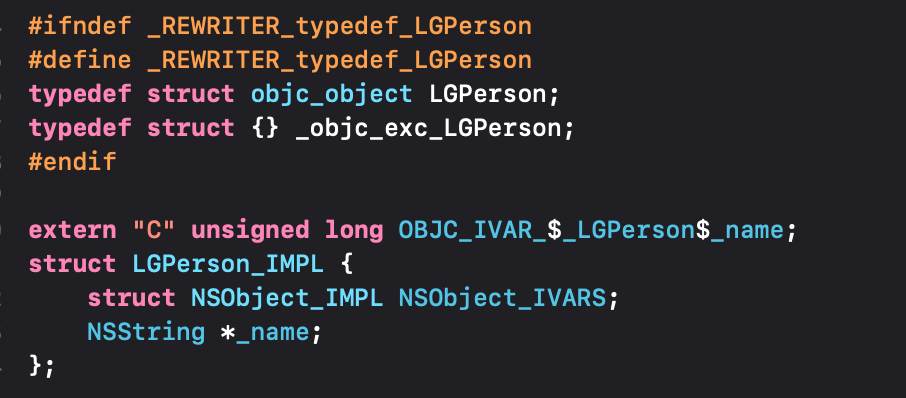 #ifndef _REWRITER_typedef_LGPerson
#define _REWRITER_typedef_LGPerson
typedef struct objc_object LGPerson;
typedef struct {} _objc_exc_LGPerson;
#endif
extern "C" unsigned long OBJC_IVAR_$_LGPerson$_name;
struct LGPerson_IMPL {
    struct NSObject_IMPL NSObject_IVARS;
    NSString *_name;
};